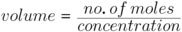 volume = no. of moles / concentration